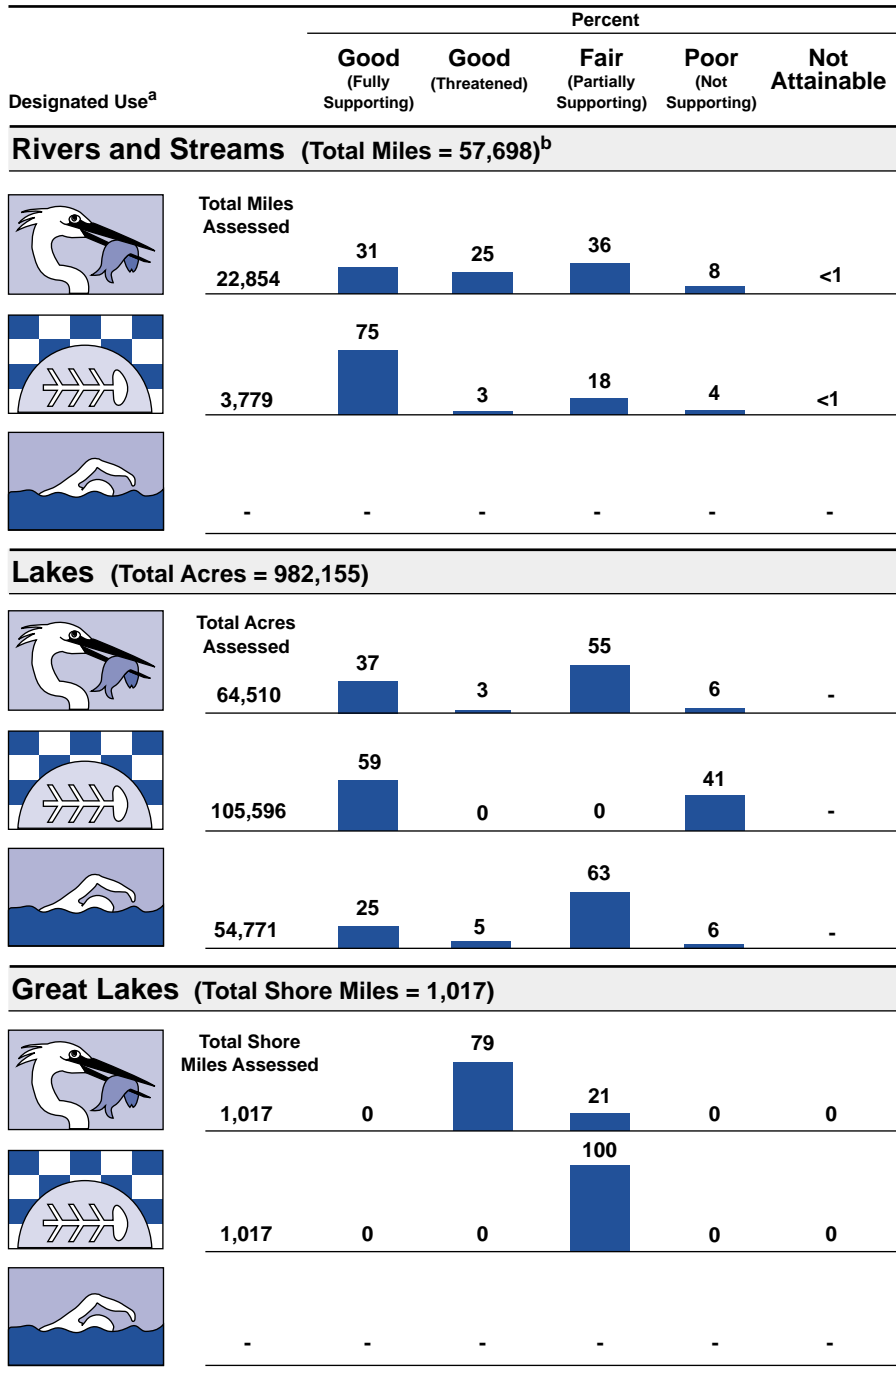 Percent
Designated Use^a
Good (Fully Supporting)
Good (Threatened)
Fair (Partially Supporting)
Poor (Not Supporting)
Not Attainable
Rivers and Streams (Total Miles = 57,698)^b
Total Miles Assessed
22,854 31 25 36 8 <1
3,779 75 3 18 4 <1
- - - - - -
Lakes (Total Acres = 982,155)
Total Acres Assessed
64,510 37 3 55 6 -
105,596 59 0 0 41 -
54,771 25 5 63 6 -
Great Lakes (Total Shore Miles = 1,017)
Total Shore Miles Assessed
1,017 0 79 21 0 0
1,017 0 0 100 0 0
- - - - - -